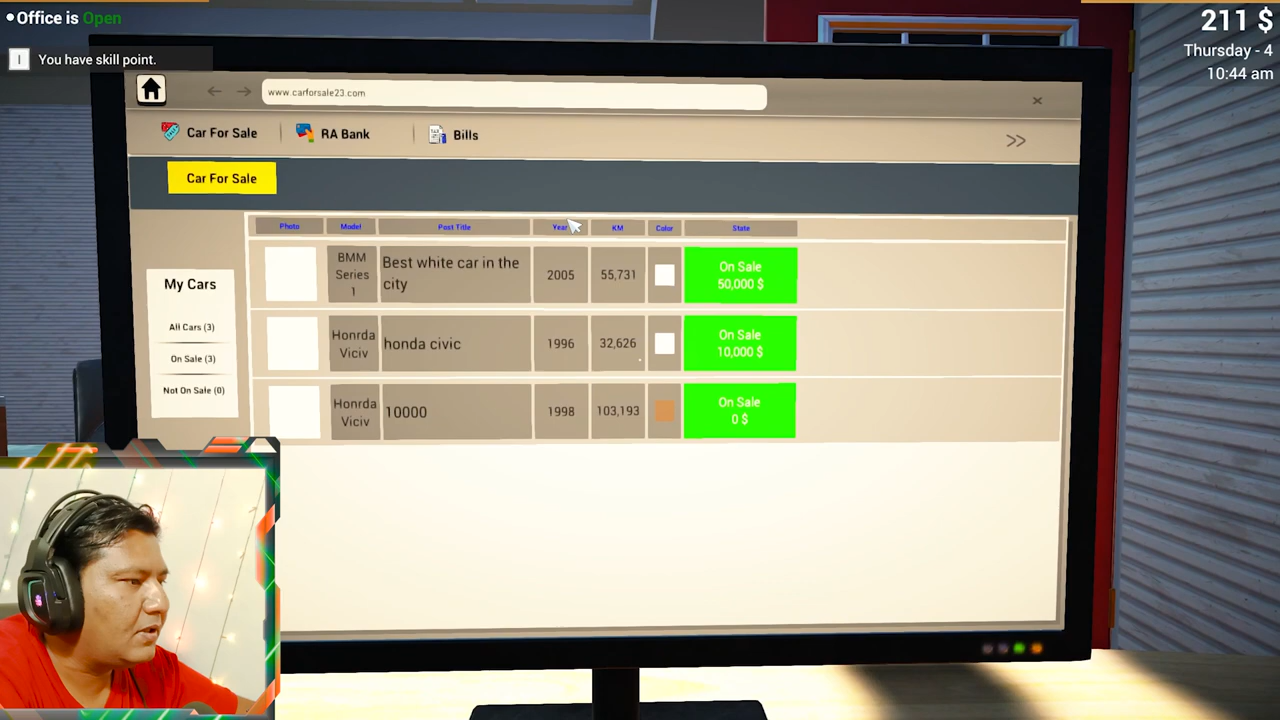 •Office is Open
I You have skill point.
211 $
Thursday - 4
10:44 am
www.carforsale23.com
Car For Sale
RA Bank
Bills
>>
Car For Sale
My Cars
All Cars (3)
On Sale (3)
Not On Sale (0)
Photo Model Post Title Year KM Color State
BMM
Series
1
Best white car in the
city
2005
55,731
On Sale
50,000 $
Honrda
Viciv
honda civic
1996
32,626
On Sale
10,000 $
Honrda
Viciv
10000
1998
103,193
On Sale
0 $